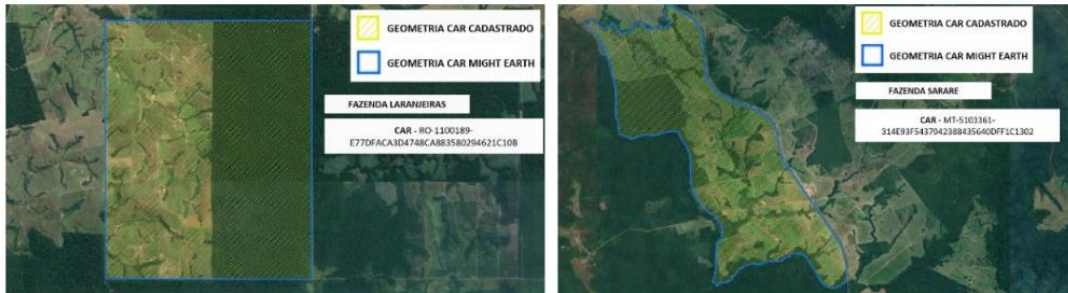 GEOMETRIA CAR CADASTRADO
GEOMETRIA CAR MIGHT EARTH
FAZENDA LARANJEIRAS
CAR - RO-1100189-
E77DFACA3D4748CA883580294621C10B
GEOMETRIA CAR CADASTRADO
GEOMETRIA CAR MIGHT EARTH
FAZENDA SARARE
CAR - MT-5103361-
314E93F5437942388435640DFF1C1302